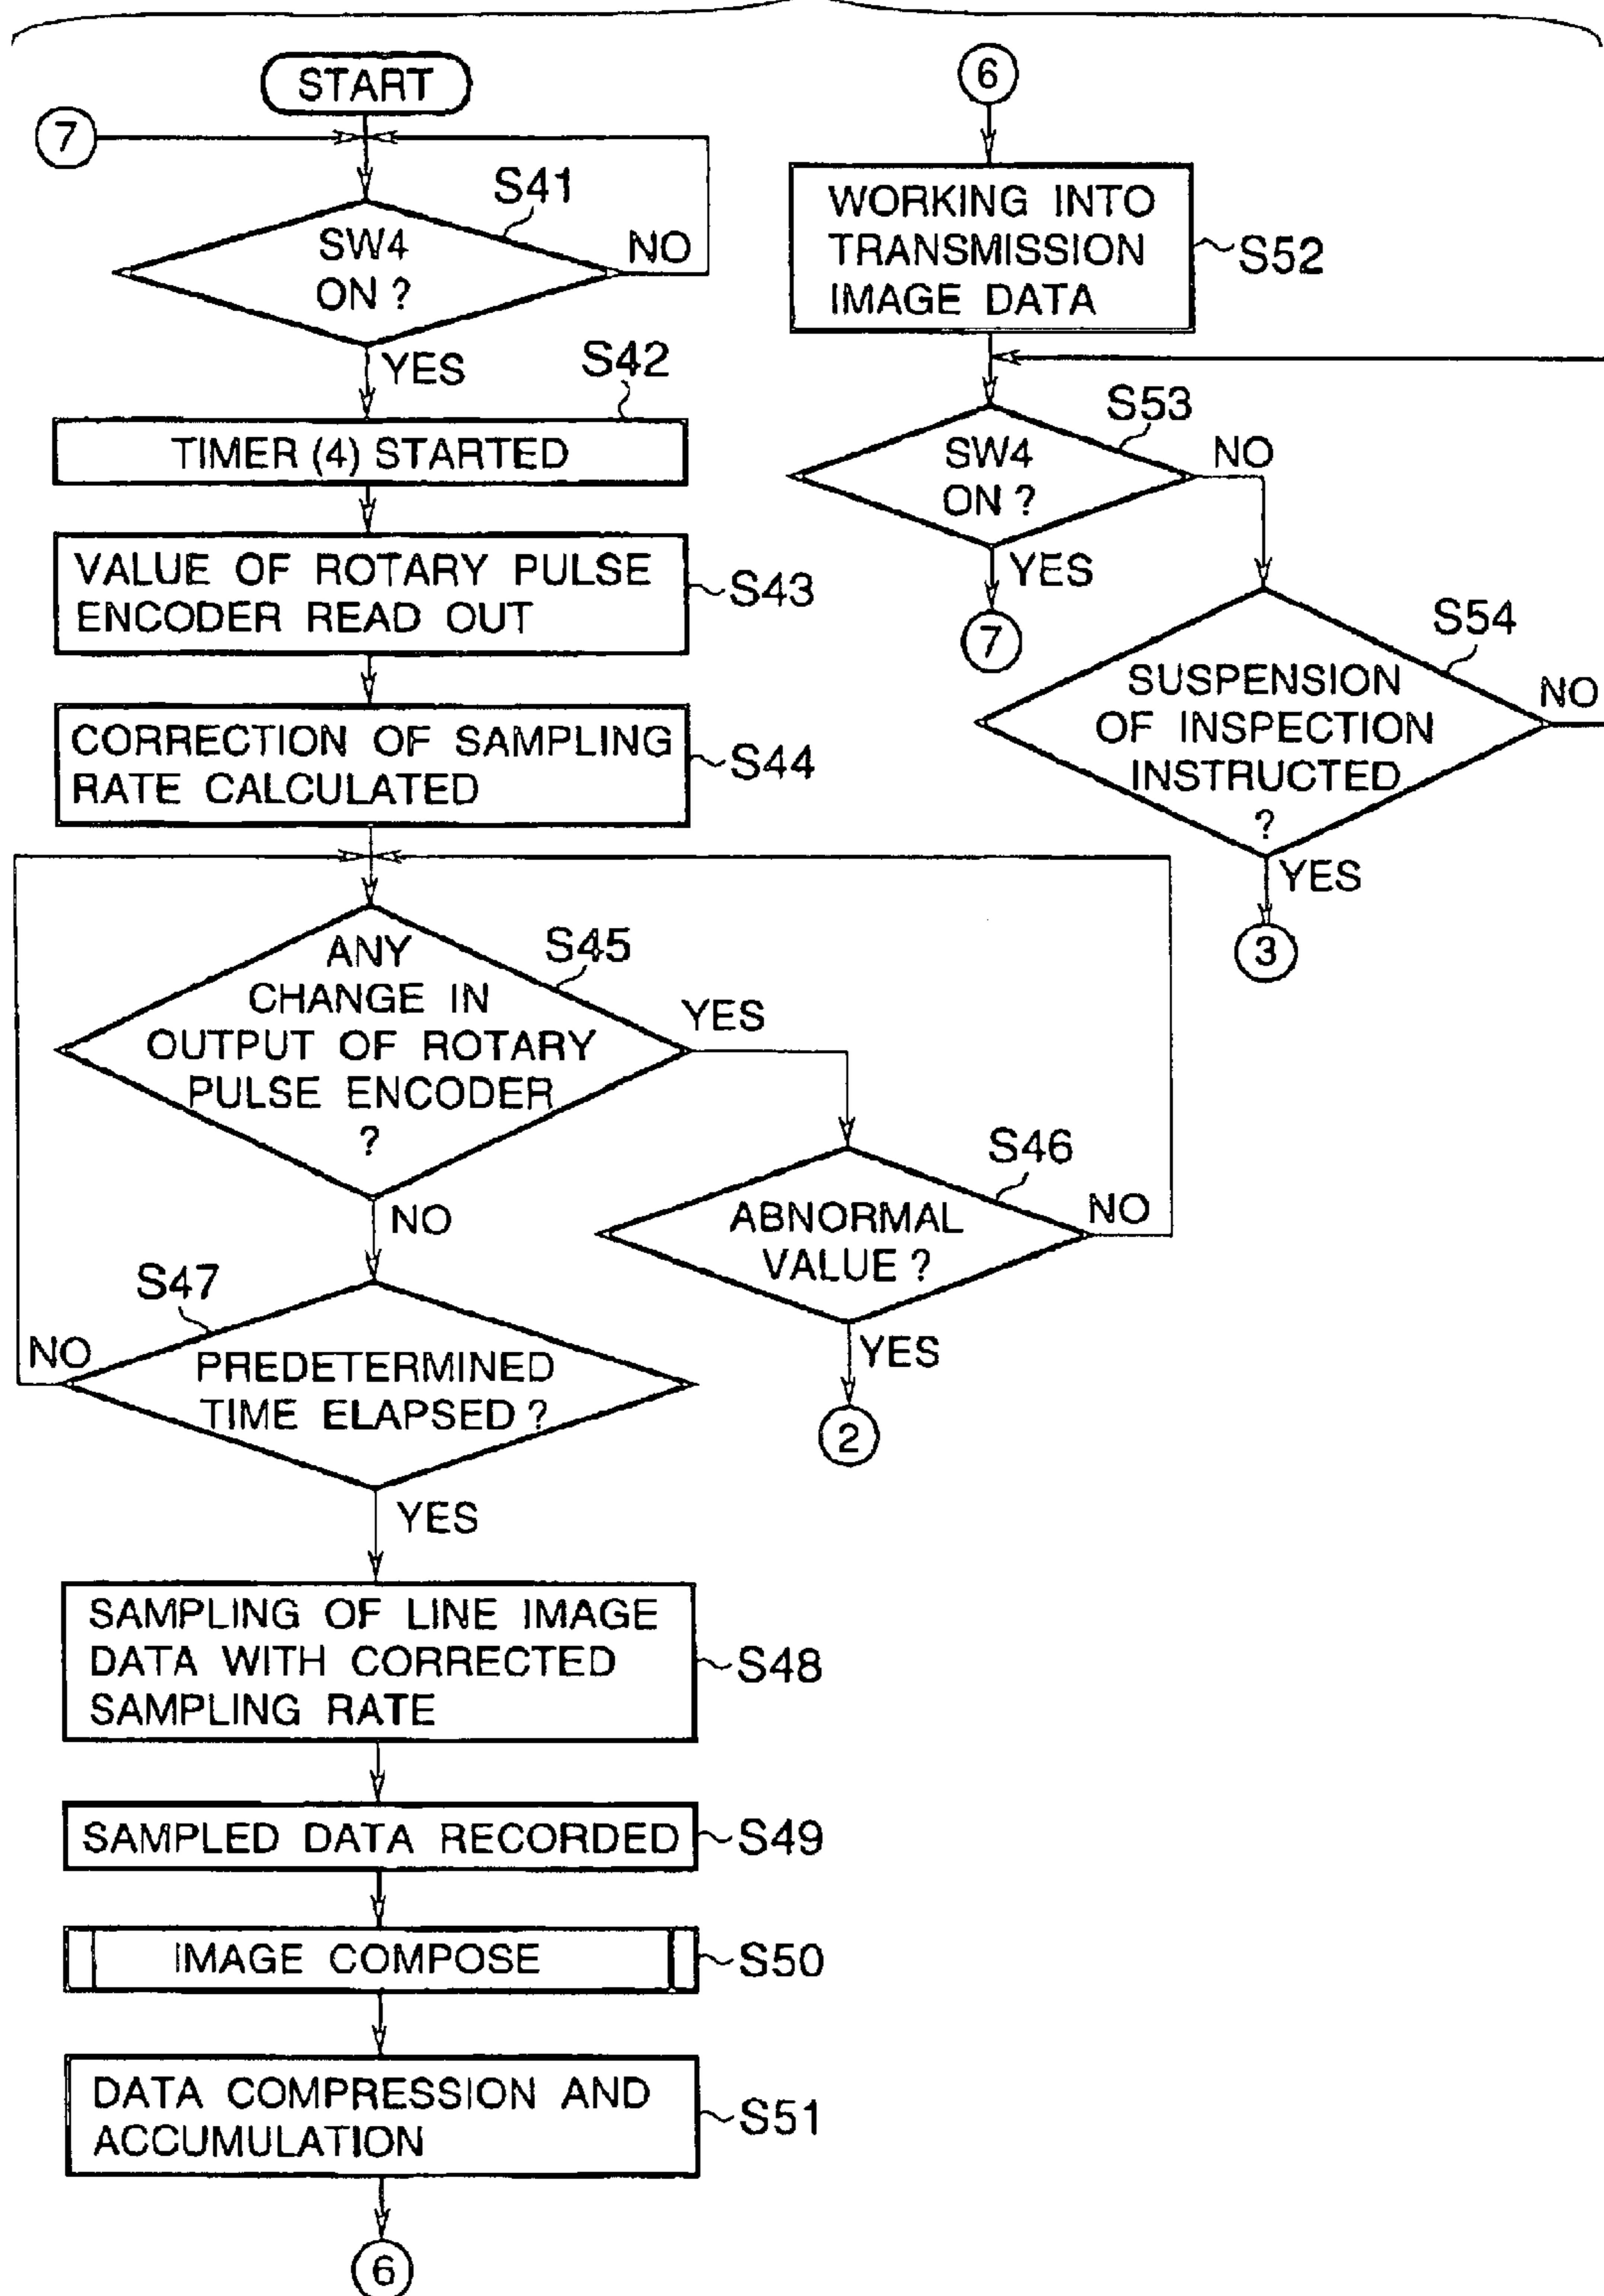 START
7
S41
SW4
ON ?
NO
YES
S42
TIMER (4) STARTED
VALUE OF ROTARY PULSE
ENCODER READ OUT
S43
CORRECTION OF SAMPLING
RATE CALCULATED
S44
ANY
CHANGE IN
OUTPUT OF ROTARY
PULSE ENCODER
?
S45
YES
NO
S46
ABNORMAL
VALUE ?
NO
YES
2
S47
NO
PREDETERMINED
TIME ELAPSED ?
YES
SAMPLING OF LINE IMAGE
DATA WITH CORRECTED
SAMPLING RATE
S48
SAMPLED DATA RECORDED
S49
IMAGE COMPOSE
S50
DATA COMPRESSION AND
ACCUMULATION
S51
6
6
WORKING INTO
TRANSMISSION
IMAGE DATA
S52
S53
SW4
ON ?
NO
YES
7
S54
SUSPENSION
OF INSPECTION
INSTRUCTED
?
NO
YES
3